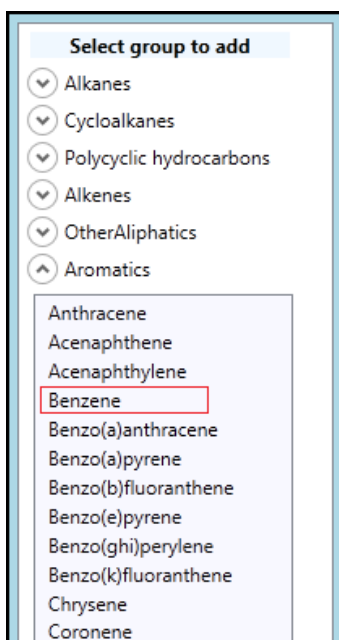 Select group to add
Alkanes
Cycloalkanes
Polycyclic hydrocarbons
Alkenes
OtherAliphatics
Aromatics
Anthracene
Acenaphthene
Acenaphthylene
Benzene
Benzo(a)anthracene
Benzo(a)pyrene
Benzo(b)fluoranthene
Benzo(e)pyrene
Benzo(ghi)perylene
Benzo(k)fluoranthene
Chrysene
Coronene